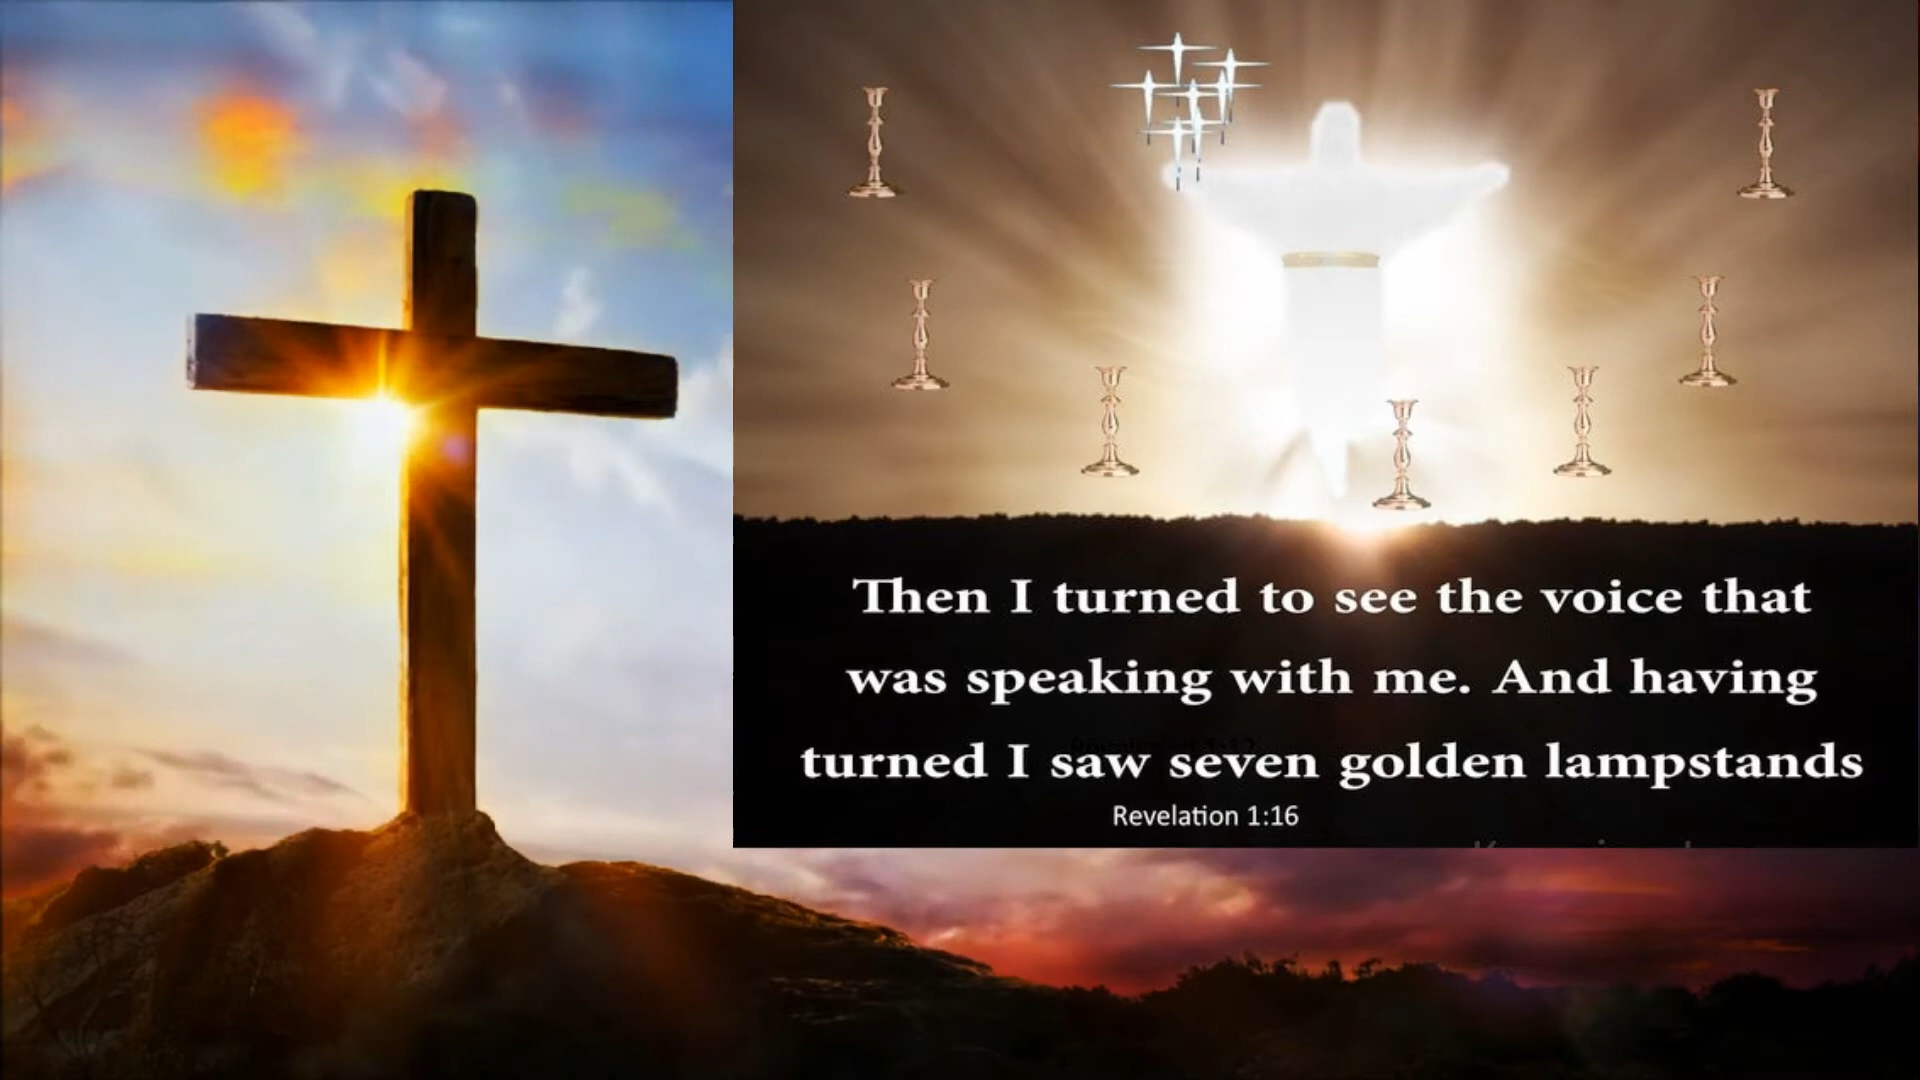 Then I turned to see the voice that
was speaking with me. And having
turned I saw seven golden lampstands
Revelation 1:16